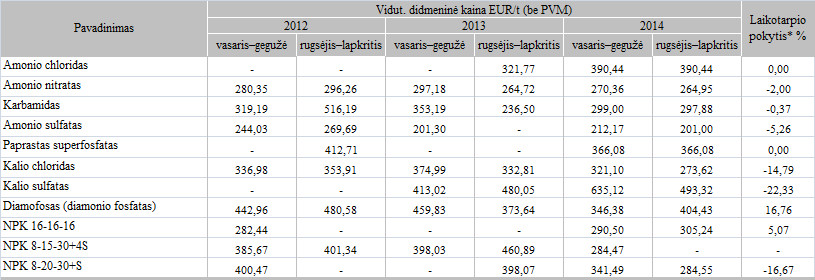 Pavadinimas Vidut. didmeninė kaina EUR/t (be PVM) Laikotarpio pokytis* %
2012 2013 2014
vasaris–gegužė rugsėjis–lapkritis vasaris–gegužė rugsėjis–lapkritis vasaris–gegužė rugsėjis–lapkritis
Amonio chloridas - - - 321,77 390,44 390,44 0,00
Amonio nitratas 280,35 296,26 297,18 264,72 270,36 264,95 -2,00
Karbamidas 319,19 516,19 353,19 236,50 299,00 297,88 -0,37
Amonio sulfatas 244,03 269,69 201,30 - 212,17 201,00 -5,26
Paprastas superfosfatas - 412,71 - - 366,08 366,08 0,00
Kalio chloridas 336,98 353,91 374,99 332,81 321,10 273,62 -14,79
Kalio sulfatas - - 413,02 480,05 635,12 493,32 -22,33
Diamofosas (diamonio fosfatas) 442,96 480,58 459,83 373,64 346,38 404,43 16,76
NPK 16-16-16 282,44 - - - 290,50 305,24 5,07
NPK 8-15-30+4S 385,67 401,34 398,03 460,89 284,47 - -
NPK 8-20-30+S 400,47 - - 398,07 341,49 284,55 -16,67